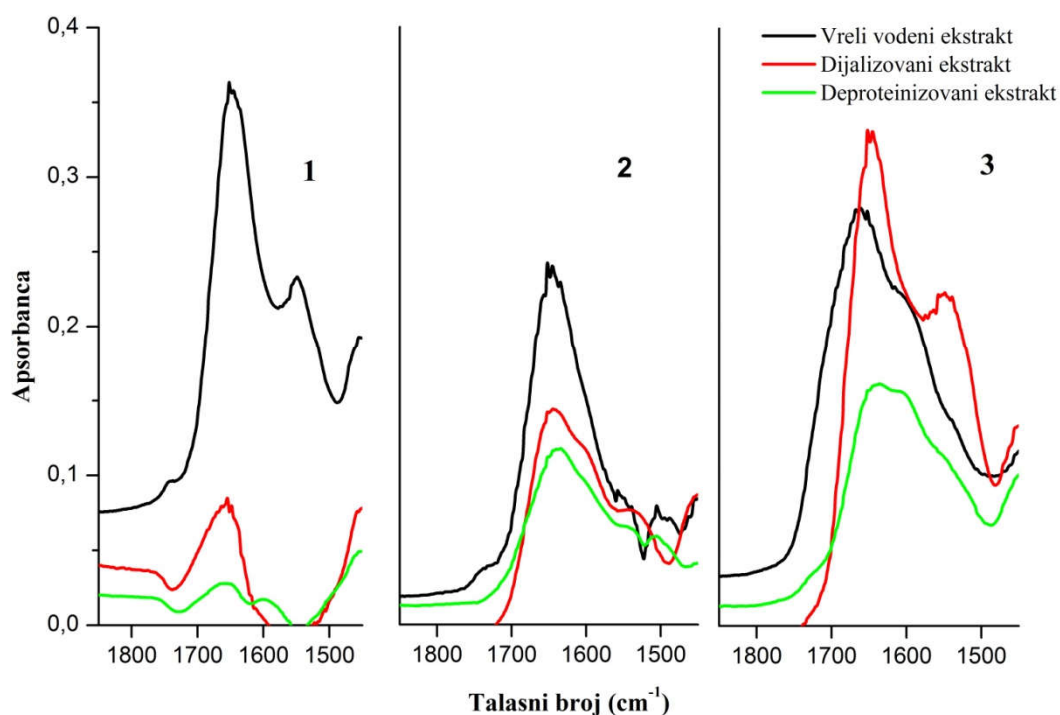 Vreli vodeni ekstrakt
Dijalizovani ekstrakt
Deproteinizovani ekstrakt
1
2
3
0,4
0,3
0,2
0,1
0,0
Apsorbanca
1800 1700 1600 1500
1800 1700 1600 1500
1800 1700 1600 1500
Talasni broj (cm⁻¹)